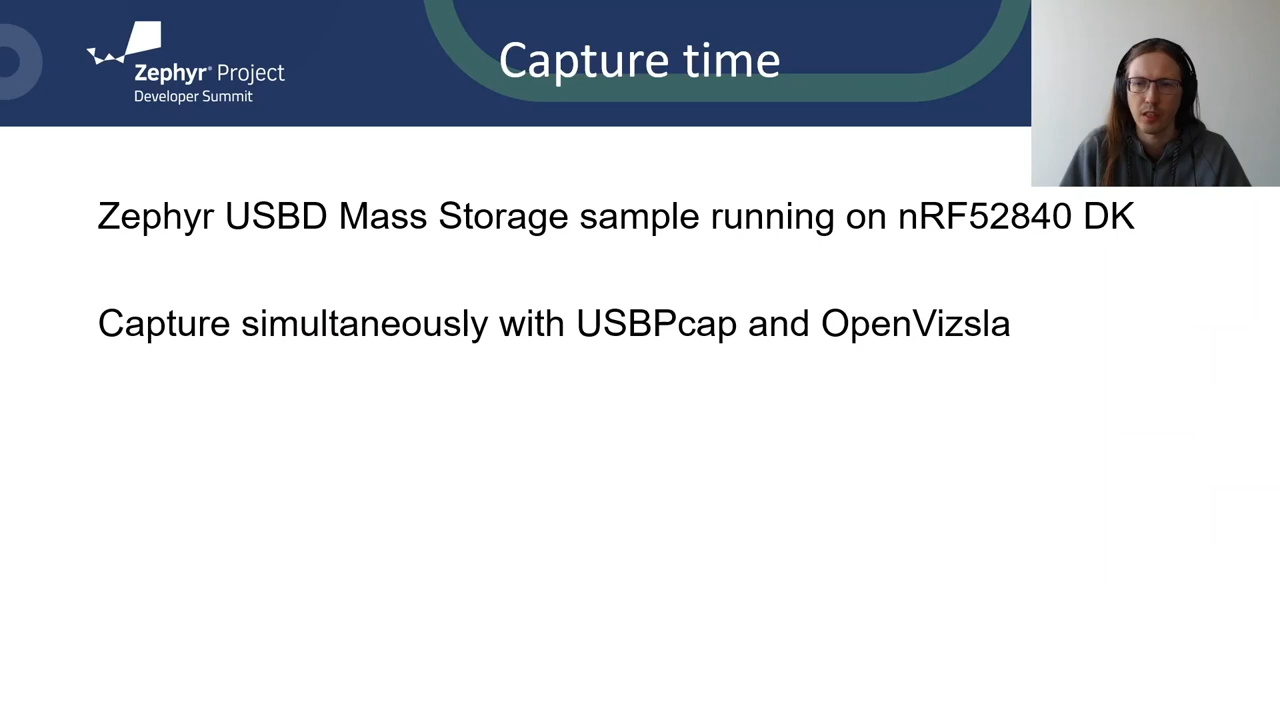 Capture time
Zephyr® Project
Developer Summit
Zephyr USBD Mass Storage sample running on nRF52840 DK
Capture simultaneously with USBPcap and OpenVizsla